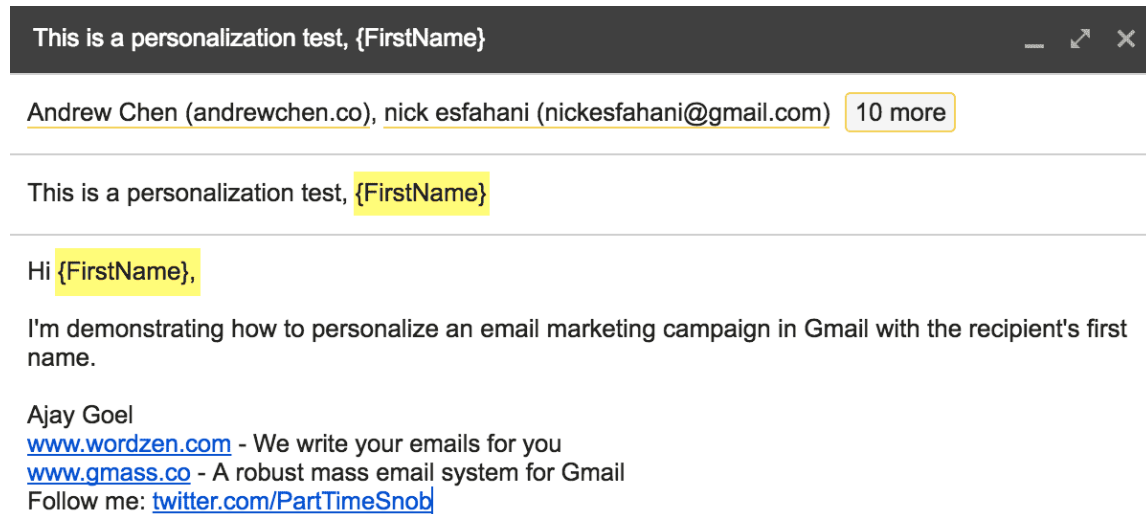 This is a personalization test, {FirstName}
Andrew Chen (andrewchen.co), nick esfahani (nickesfahani@gmail.com) 10 more
This is a personalization test, {FirstName}
Hi {FirstName},
I'm demonstrating how to personalize an email marketing campaign in Gmail with the recipient's first
name.
Ajay Goel
www.wordzen.com - We write your emails for you
www.gmass.co - A robust mass email system for Gmail
Follow me: twitter.com/PartTimeSnob